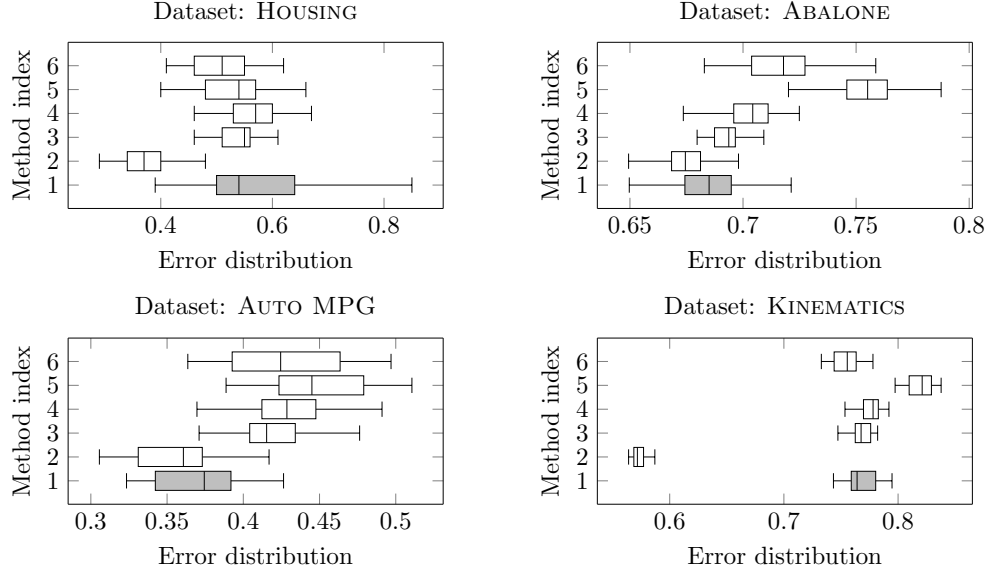 Dataset: HOUSING
Method index
6
5
4
3
2
1
0.4 0.6 0.8
Error distribution
Dataset: ABALONE
Method index
6
5
4
3
2
1
0.65 0.7 0.75 0.8
Error distribution
Dataset: AUTO MPG
Method index
6
5
4
3
2
1
0.3 0.35 0.4 0.45 0.5
Error distribution
Dataset: KINEMATICS
Method index
6
5
4
3
2
1
0.6 0.7 0.8
Error distribution